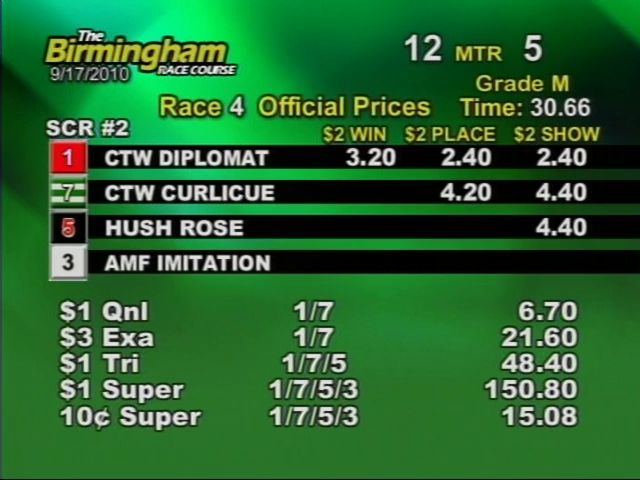 The
Birmingham
RACE COURSE
9/17/2010
12 MTR 5
Grade M
Race 4 Official Prices Time: 30.66
SCR #2 $2 WIN $2 PLACE $2 SHOW
1 CTW DIPLOMAT 3.20 2.40 2.40
7 CTW CURLICUE 4.20 4.40
5 HUSH ROSE 4.40
3 AMF IMITATION
$1 Qnl 1/7 6.70
$3 Exa 1/7 21.60
$1 Tri 1/7/5 48.40
$1 Super 1/7/5/3 150.80
10¢ Super 1/7/5/3 15.08